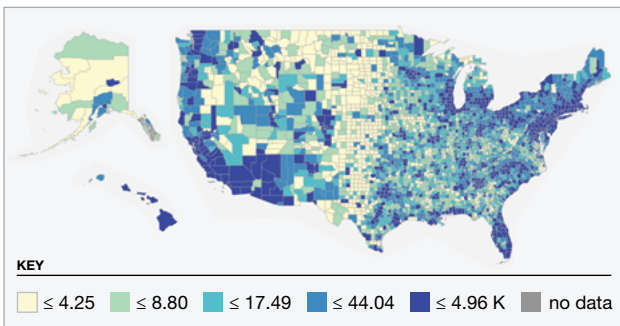 KEY
≤ 4.25 ≤ 8.80 ≤ 17.49 ≤ 44.04 ≤ 4.96 K no data